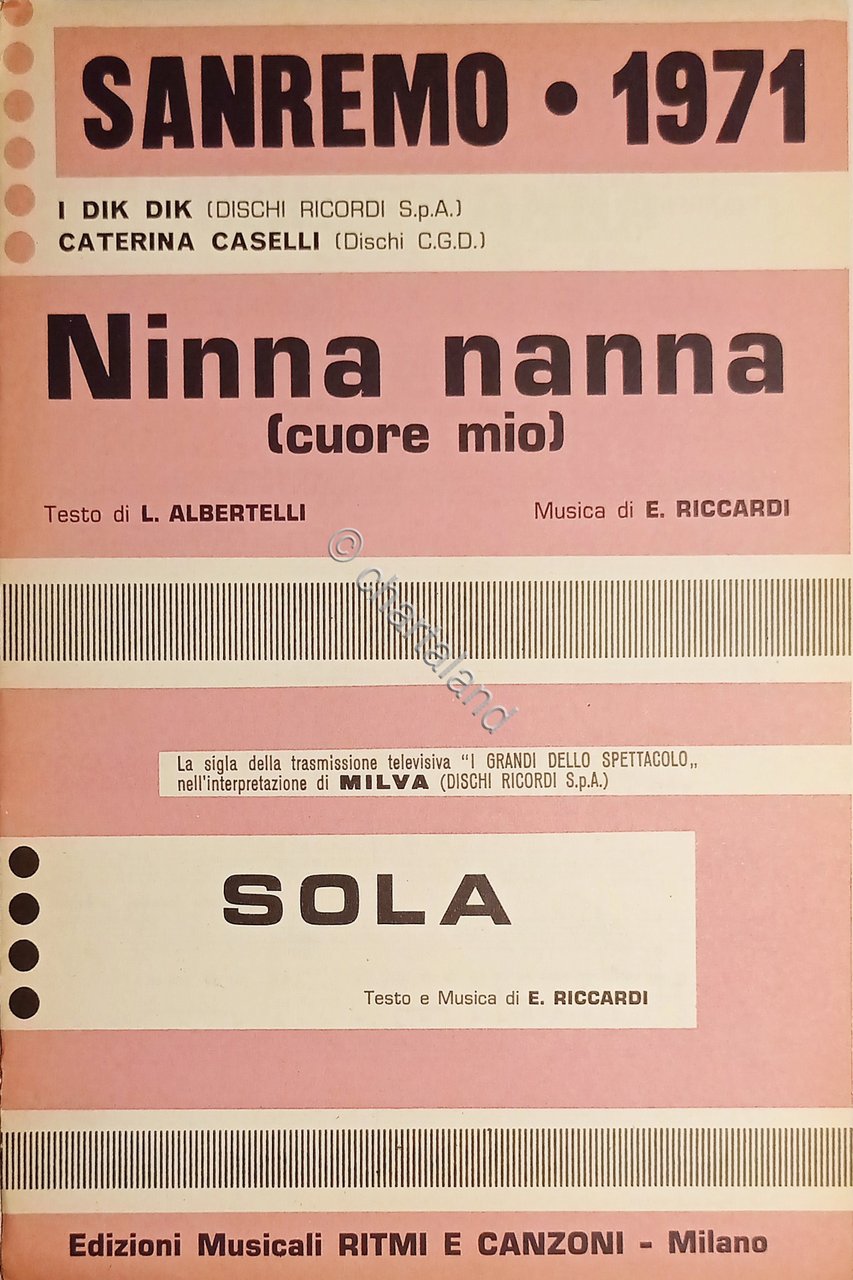 SANREMO • 1971
I DIK DIK (DISCHI RICORDI S.p.A.)
CATERINA CASELLI (Dischi C.G.D.)
Ninna nanna
(cuore mio)
Testo di L. ALBERTELLI
Musica di E. RICCARDI
© chartaland
La sigla della trasmissione televisiva “I GRANDI DELLO SPETTACOLO„
nell'interpretazione di MILVA (DISCHI RICORDI S.p.A.)
SOLA
Testo e Musica di E. RICCARDI
Edizioni Musicali RITMI E CANZONI - Milano